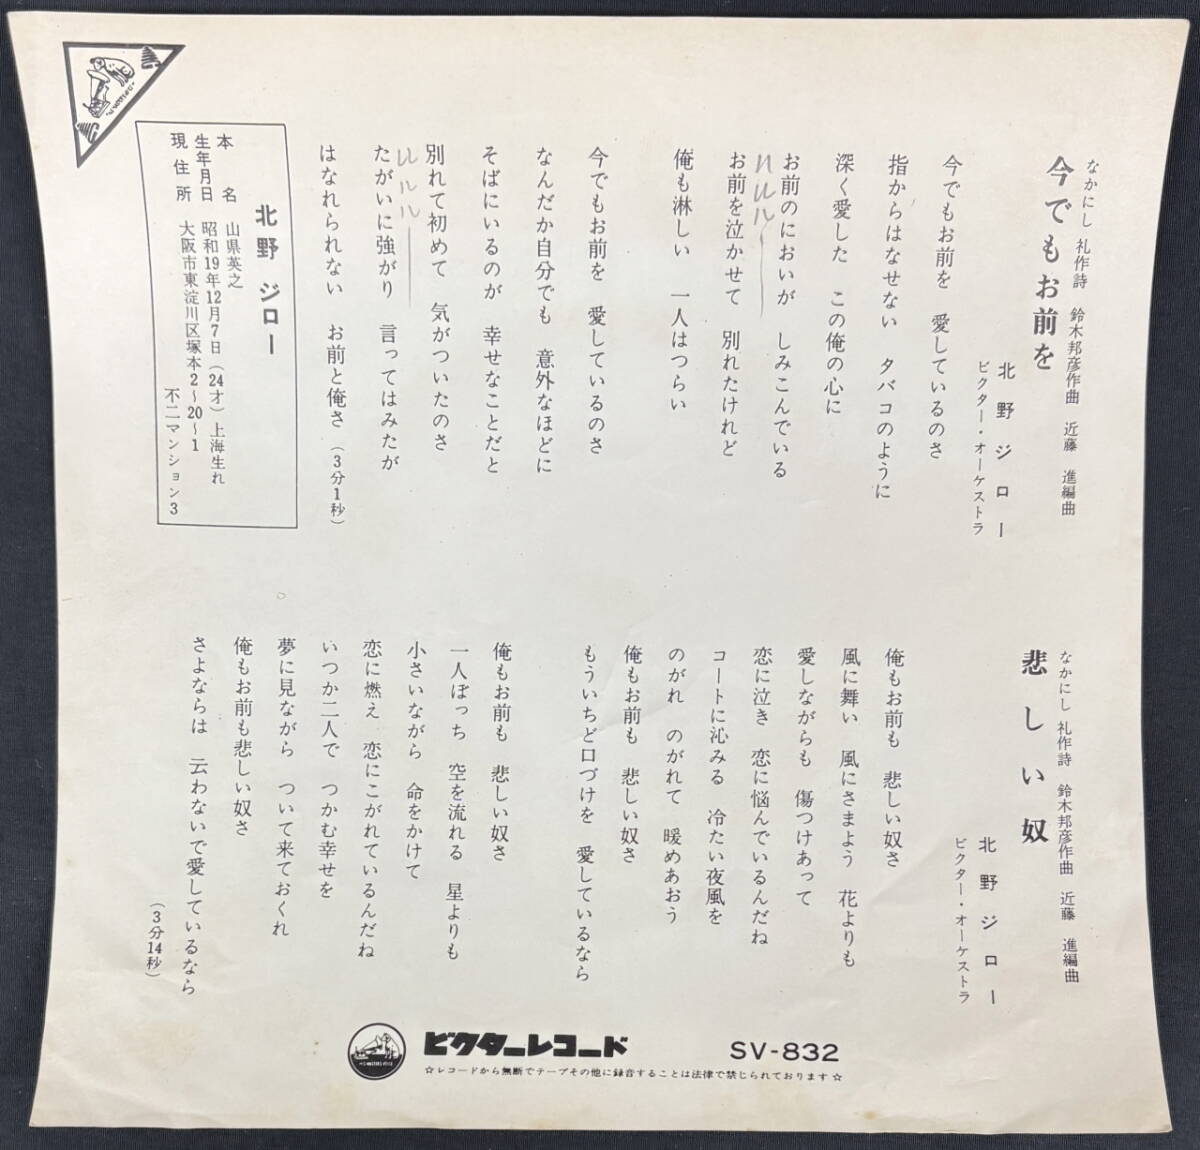 なかにし 礼作詩　鈴木邦彦作曲　近藤　進編曲
今でもお前を
北野ジロー
ビクター・オーケストラ
今でもお前を　愛しているのさ
指からはなせない　タバコのように
深く愛した　この俺の心に
お前のにおいが　しみこんでいる
ルルルー
お前を泣かせて　別れたけれど
俺も淋しい　一人はつらい
今でもお前を　愛しているのさ
なんだか自分でも　意外なほどに
そばにいるのが　幸せなことだと
別れて初めて　気がついたのさ
ルルルー
たがいに強がり　言ってはみたが
はなれられない　お前と俺さ（3分1秒）
北野 ジロー
本名　山県英之
生年月日　昭和19年12月7日（24才）上海生れ
現住所　大阪市東淀川区塚本2～20～1
不二マンション3
なかにし 礼作詩　鈴木邦彦作曲　近藤　進編曲
悲しい奴
北野ジロー
ビクター・オーケストラ
俺もお前も　悲しい奴さ
風に舞い　風にさまよう　花よりも
愛しながらも　傷つけあって
恋に泣き　恋に悩んでいるんだね
コートに沁みる　冷たい夜風を
のがれ　のがれて　暖めあおう
俺もお前も　悲しい奴さ
もういちど口づけを　愛しているなら
俺もお前も　悲しい奴さ
一人ぼっち　空を流れる　星よりも
小さいながら　命をかけて
恋に燃え　恋にこがれているんだね
いつか二人で　つかむ幸せを
夢に見ながら　ついて来ておくれ
俺もお前も悲しい奴さ
さよならは　云わないで愛しているなら
（3分14秒）
ビクターレコード　SV-832
☆レコードから無断でテープその他に録音することは法律で禁じられております☆